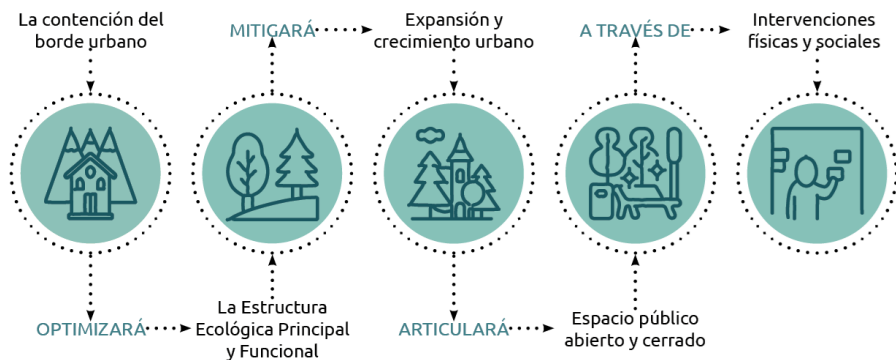 La contención del
borde urbano
OPTIMIZARÁ
La Estructura
Ecológica Principal
y Funcional
MITIGARÁ
Expansión y
crecimiento urbano
ARTICULARÁ
Espacio público
abierto y cerrado
A TRAVÉS DE
Intervenciones
físicas y sociales